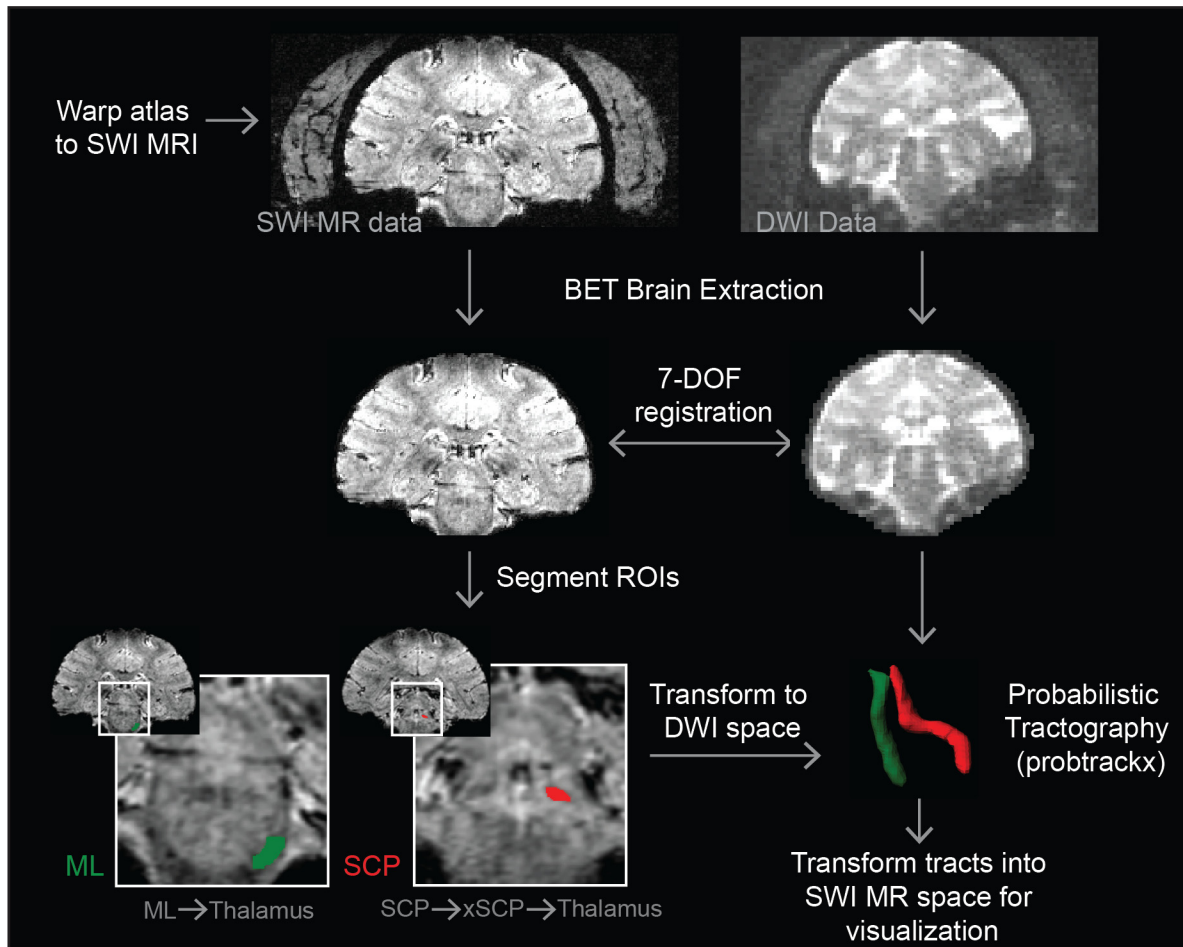 Warp atlas
to SWI MRI
SWI MR data
DWI Data
BET Brain Extraction
7-DOF
registration
Segment ROIs
Transform to
DWI space
Probabilistic
Tractography
(probtrackx)
ML
SCP
ML→Thalamus
SCP→xSCP→Thalamus
Transform tracts into
SWI MR space for
visualization